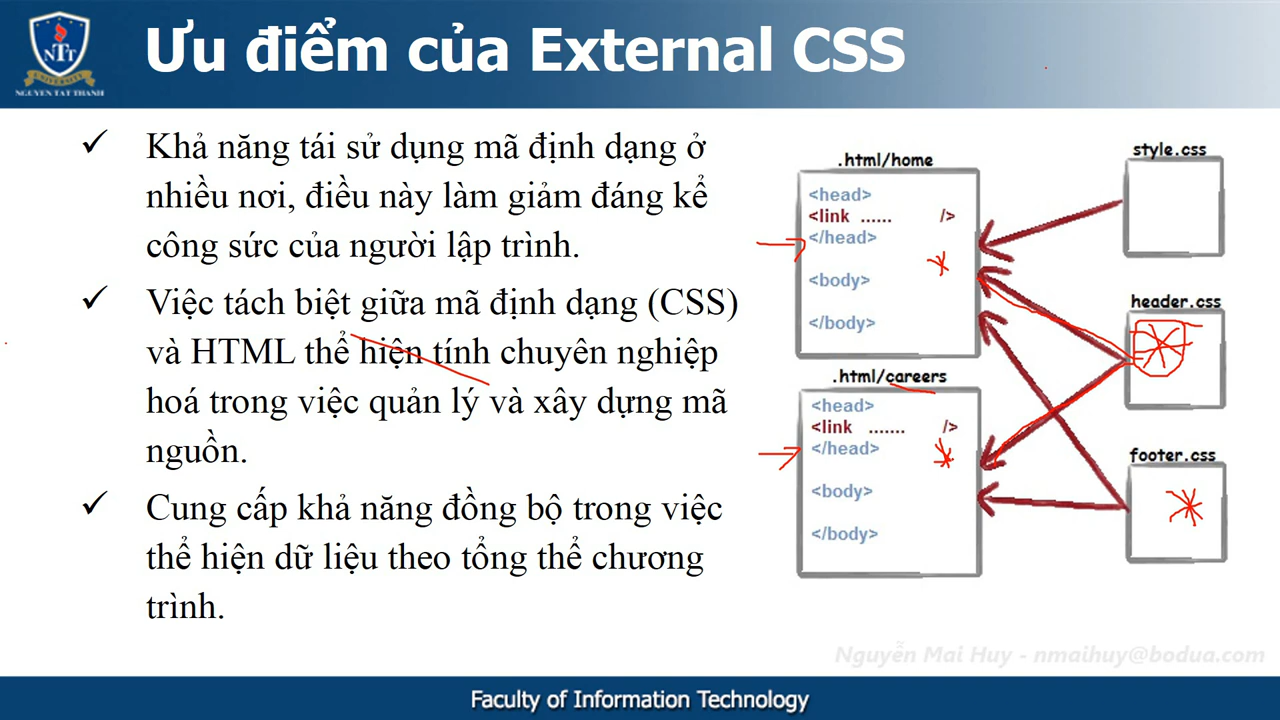 NTT
UNIVERSITY
NGUYEN TAT THANH
Ưu điểm của External CSS
✓ Khả năng tái sử dụng mã định dạng ở
nhiều nơi, điều này làm giảm đáng kể
công sức của người lập trình.
✓ Việc tách biệt giữa mã định dạng (CSS)
và HTML thể hiện tính chuyên nghiệp
hoá trong việc quản lý và xây dựng mã
nguồn.
✓ Cung cấp khả năng đồng bộ trong việc
thể hiện dữ liệu theo tổng thể chương
trình.
.html/home
<head>
<link ...... />
</head>
<body>
</body>
.html/careers
<head>
<link ....... />
</head>
<body>
</body>
style.css
header.css
footer.css
Nguyễn Mai Huy - nmaihuy@bodua.com
Faculty of Information Technology